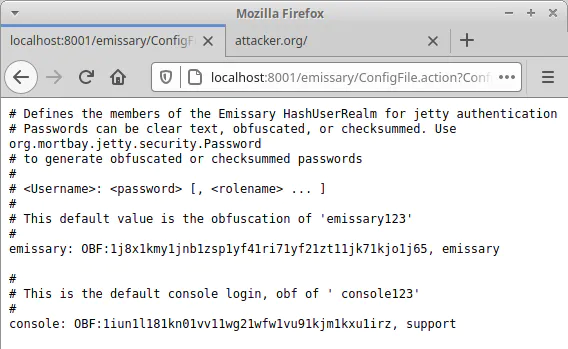 Mozilla Firefox
localhost:8001/emissary/ConfigFi
attacker.org/
localhost:8001/emissary/ConfigFile.action?Conf
# Defines the members of the Emissary HashUserRealm for jetty authentication
# Passwords can be clear text, obfuscated, or checksummed. Use
org.mortbay.jetty.security.Password
# to generate obfuscated or checksummed passwords
#
# <Username>: <password> [, <rolename> ... ]
#
# This default value is the obfuscation of 'emissary123'
#
emissary: OBF:1j8x1kmy1jnb1zsp1yf41ri71yf21zt11jk71kjo1j65, emissary
#
# This is the default console login, obf of ' console123'
#
console: OBF:1iun1l181kn01vv11wg21wfw1vu91kjm1kxu1irz, support